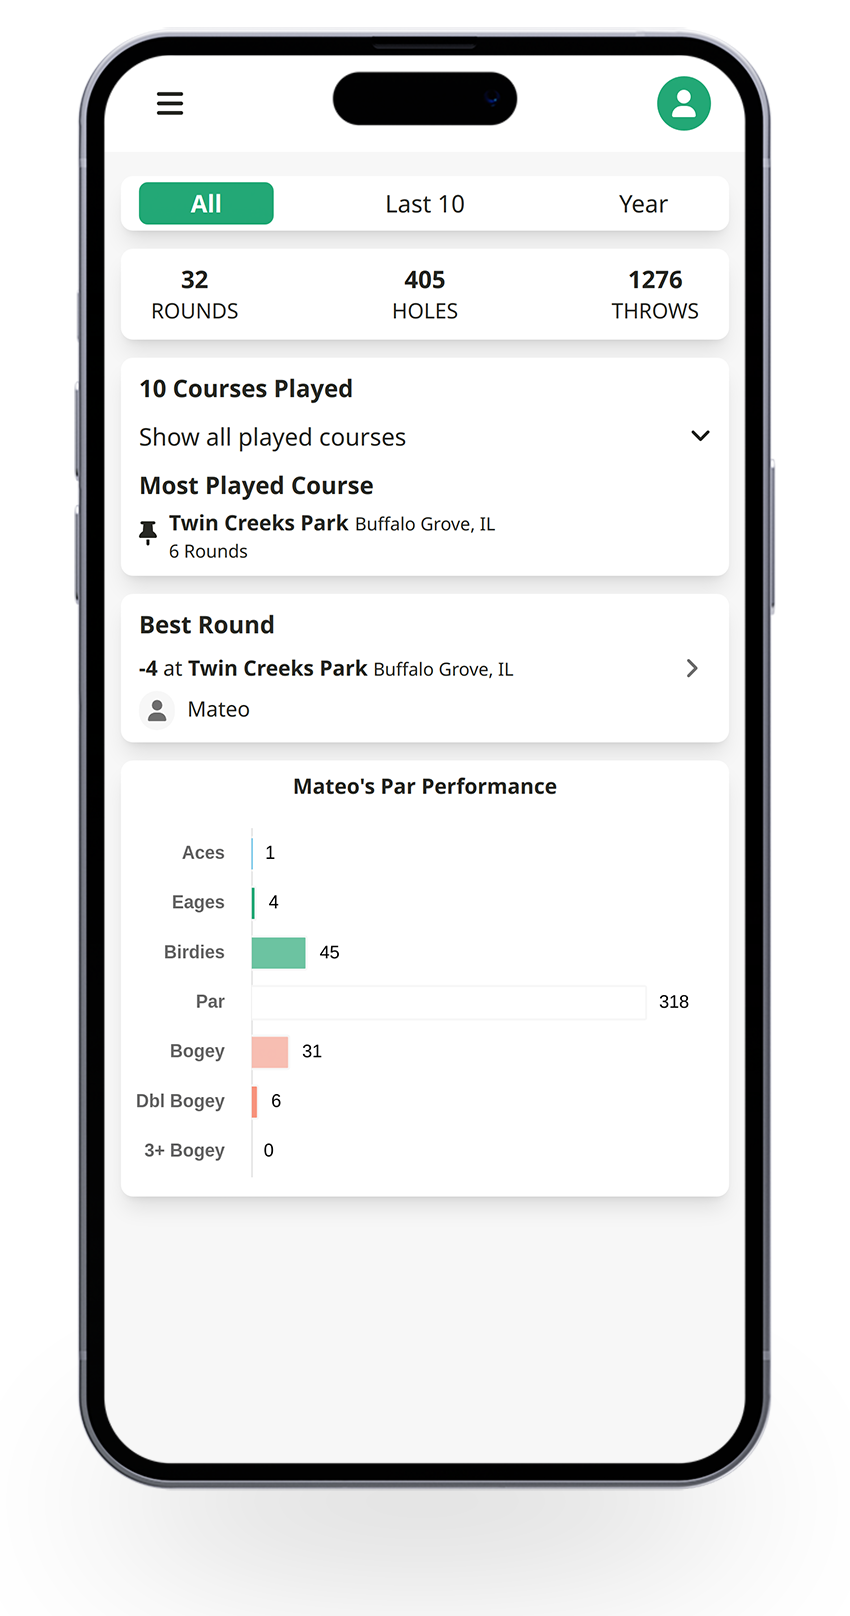 All Last 10 Year
32 405 1276
ROUNDS HOLES THROWS
10 Courses Played
Show all played courses
Most Played Course
Twin Creeks Park Buffalo Grove, IL
6 Rounds
Best Round
-4 at Twin Creeks Park Buffalo Grove, IL
Mateo
Mateo's Par Performance
Aces 1
Eages 4
Birdies 45
Par 318
Bogey 31
Dbl Bogey 6
3+ Bogey 0